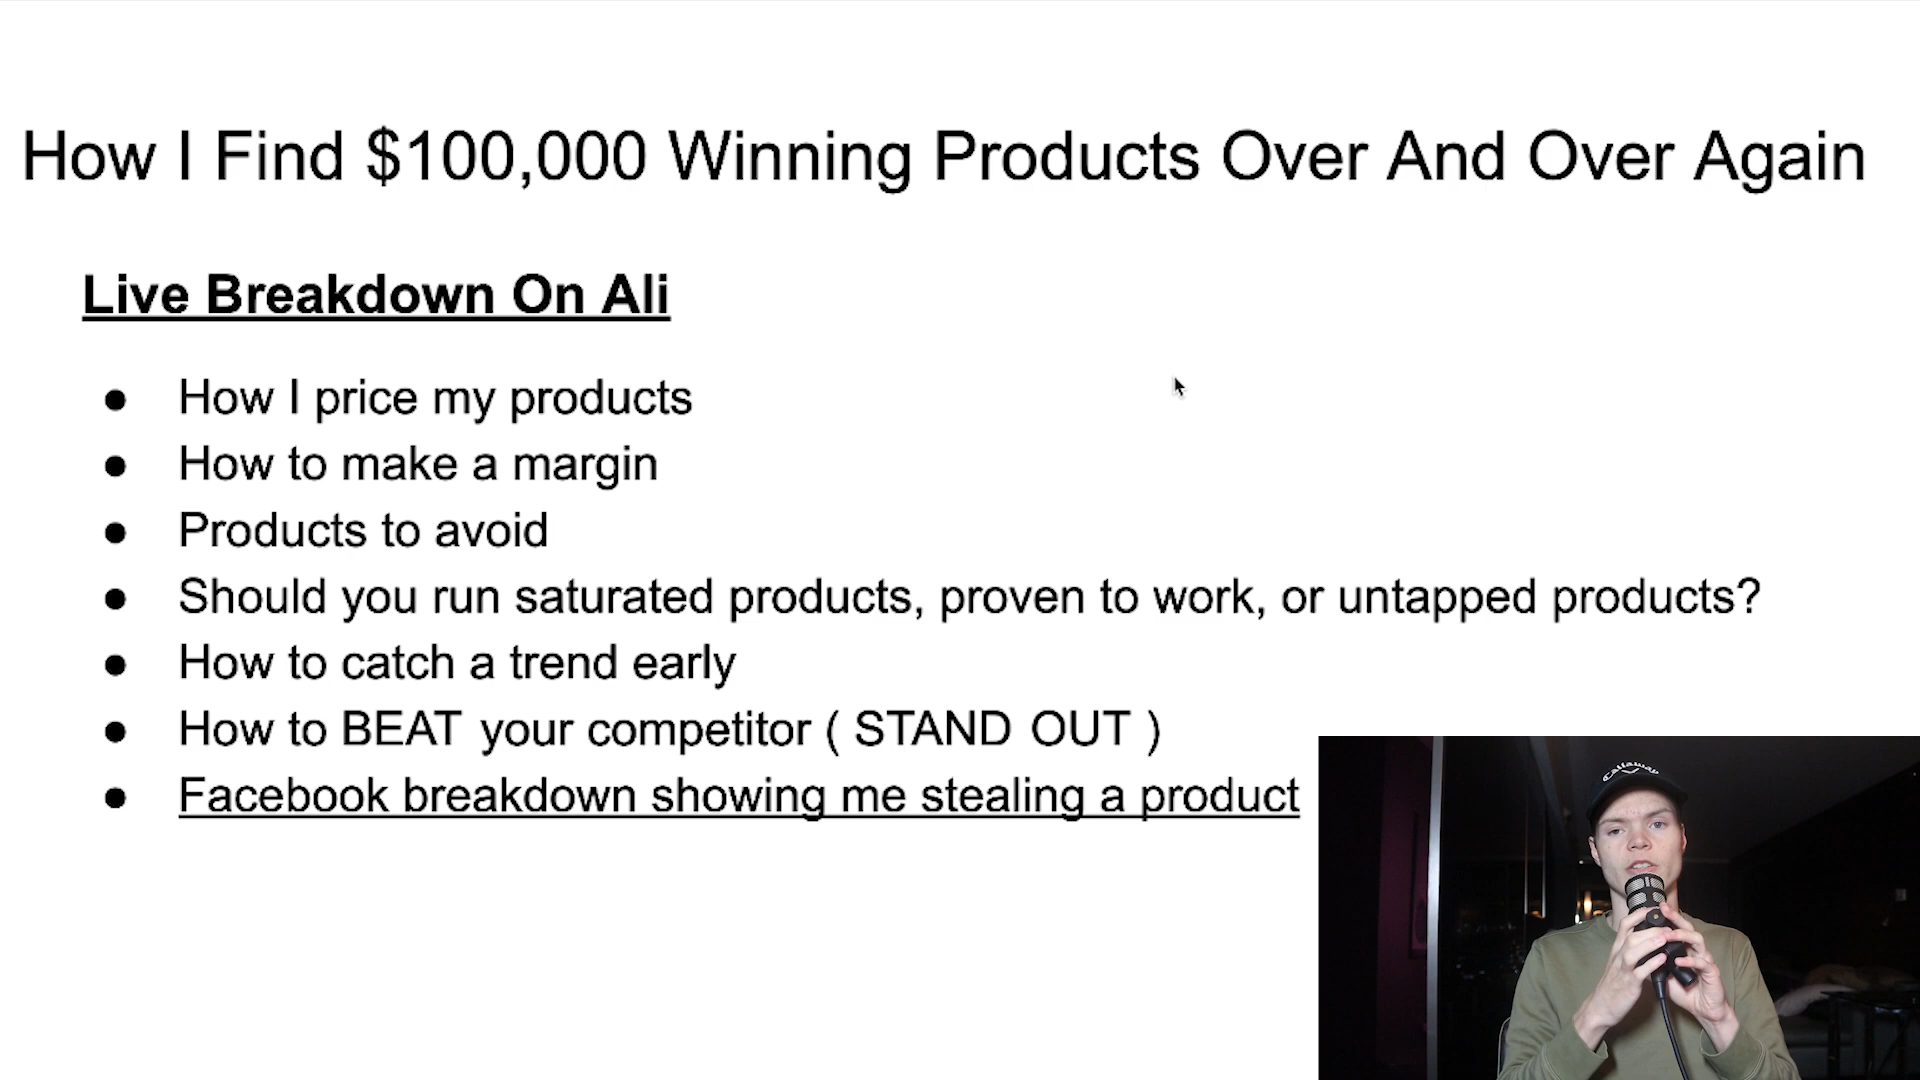 How I Find $100,000 Winning Products Over And Over Again
Live Breakdown On Ali
● How I price my products
● How to make a margin
● Products to avoid
● Should you run saturated products, proven to work, or untapped products?
● How to catch a trend early
● How to BEAT your competitor ( STAND OUT )
● Facebook breakdown showing me stealing a product
Callaway